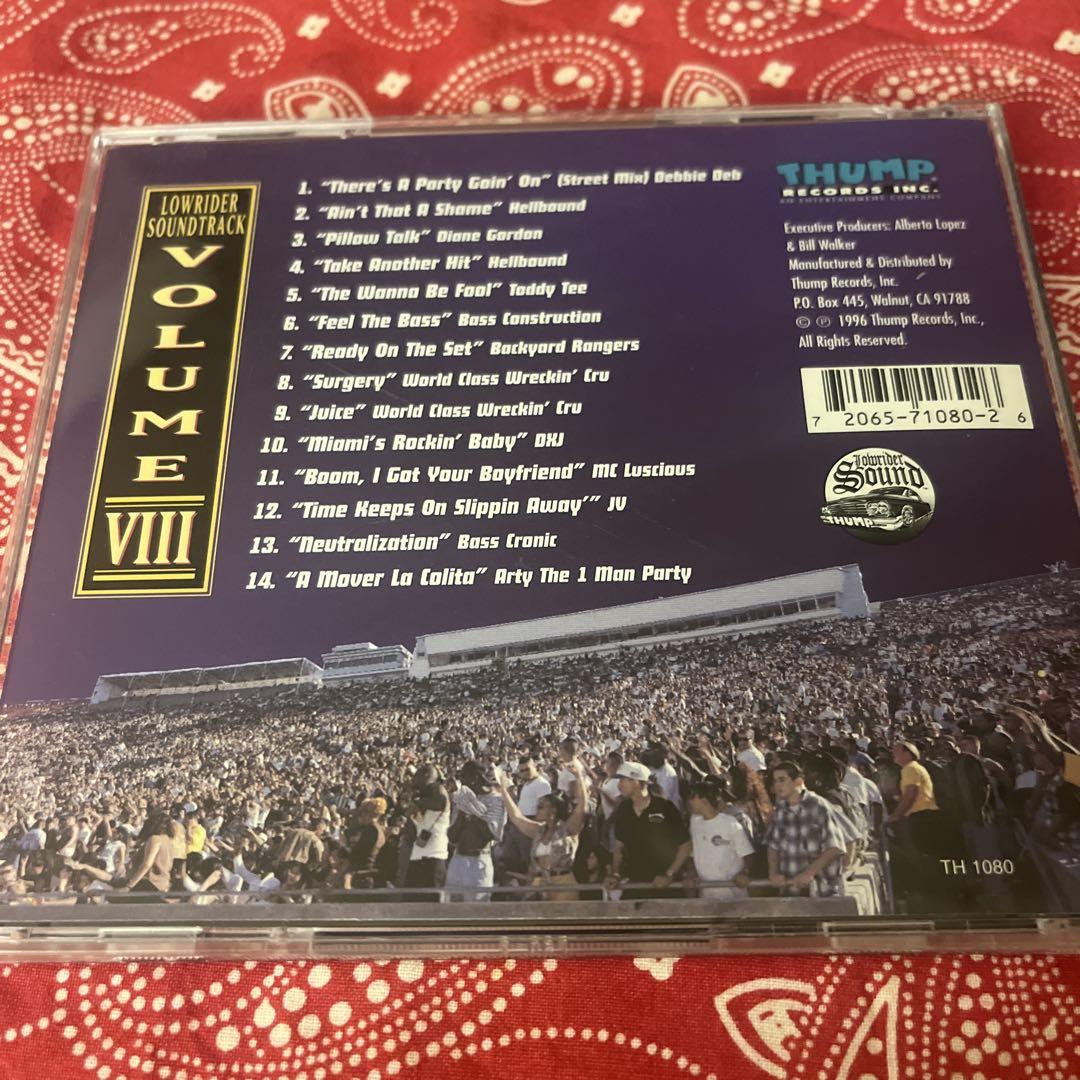 LOWRIDER
SOUNDTRACK
VOLUME
VIII
1. "There's A Party Goin' On" (Street Mix) Debbie Deb
2. "Ain't That A Shame" Hellbound
3. "Pillow Talk" Diane Gordon
4. "Take Another Hit" Hellbound
5. "The Wanna Be Fool" Toddy Tee
6. "Feel The Bass" Bass Construction
7. "Ready On The Set" Backyard Rangers
8. "Surgery" World Class Wreckin' Cru
9. "Juice" World Class Wreckin' Cru
10. "Miami's Rockin' Baby" DXJ
11. "Boom, I Got Your Boyfriend" MC Luscious
12. "Time Keeps On Slippin Away'" JV
13. "Neutralization" Bass Cronic
14. "A Mover La Colita" Arty The 1 Man Party
THUMP
RECORDS INC.
AN ENTERTAINMENT COMPANY
Executive Producers: Alberto Lopez
& Bill Walker
Manufactured & Distributed by
Thump Records, Inc.
P.O. Box 445, Walnut, CA 91788
© ℗ 1996 Thump Records, Inc.,
All Rights Reserved.
7 2065-71080-2 6
Lowrider
Sound
THUMP
TH 1080